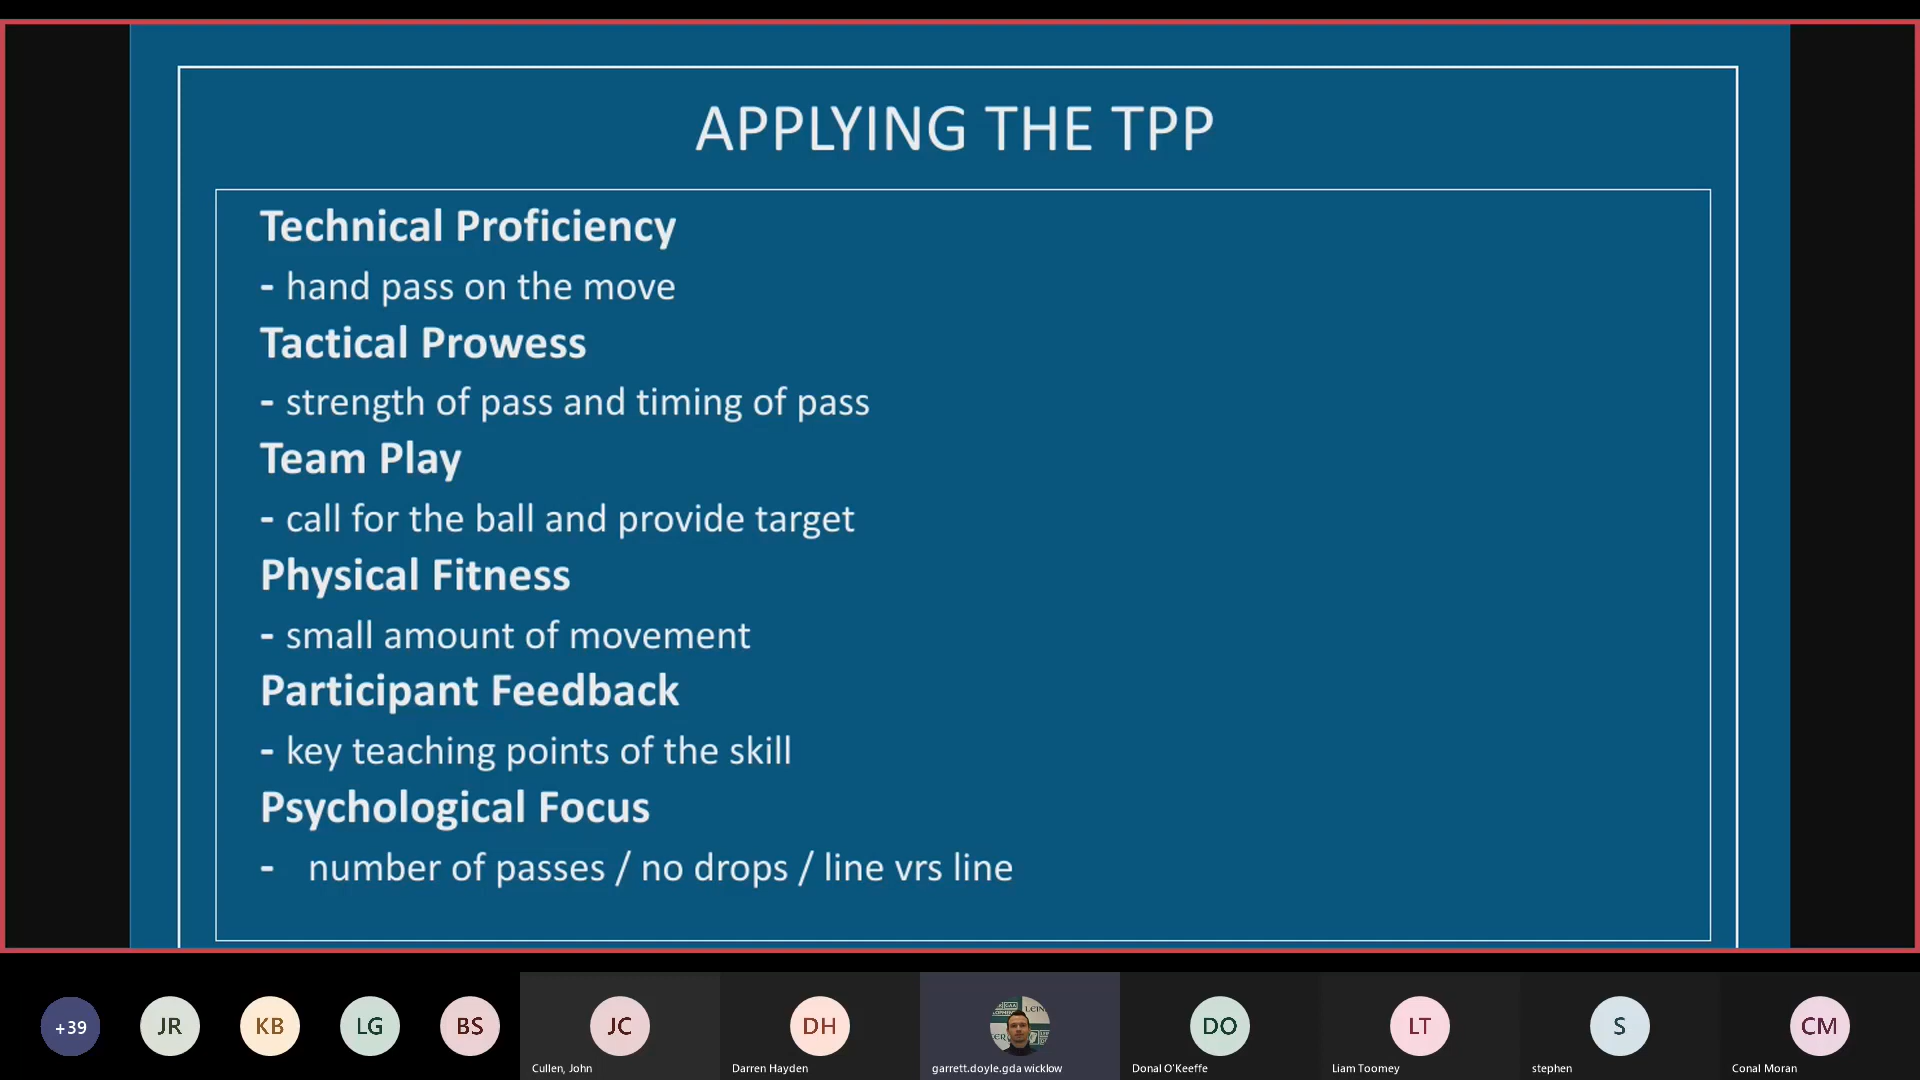 APPLYING THE TPP
Technical Proficiency
- hand pass on the move
Tactical Prowess
- strength of pass and timing of pass
Team Play
- call for the ball and provide target
Physical Fitness
- small amount of movement
Participant Feedback
- key teaching points of the skill
Psychological Focus
- number of passes / no drops / line vrs line
+39
JR
KB
LG
BS
JC
DH
DO
LT
S
CM
Cullen, John
Darren Hayden
garrett.doyle.gda wicklow
Donal O'Keeffe
Liam Toomey
stephen
Conal Moran